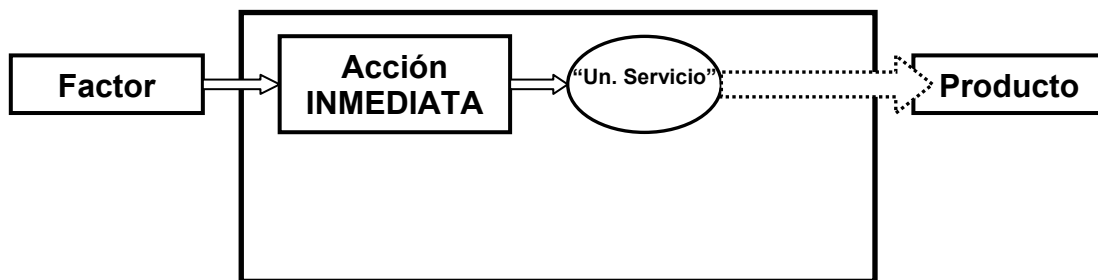 Factor
Acción
INMEDIATA
“Un. Servicio”
Producto